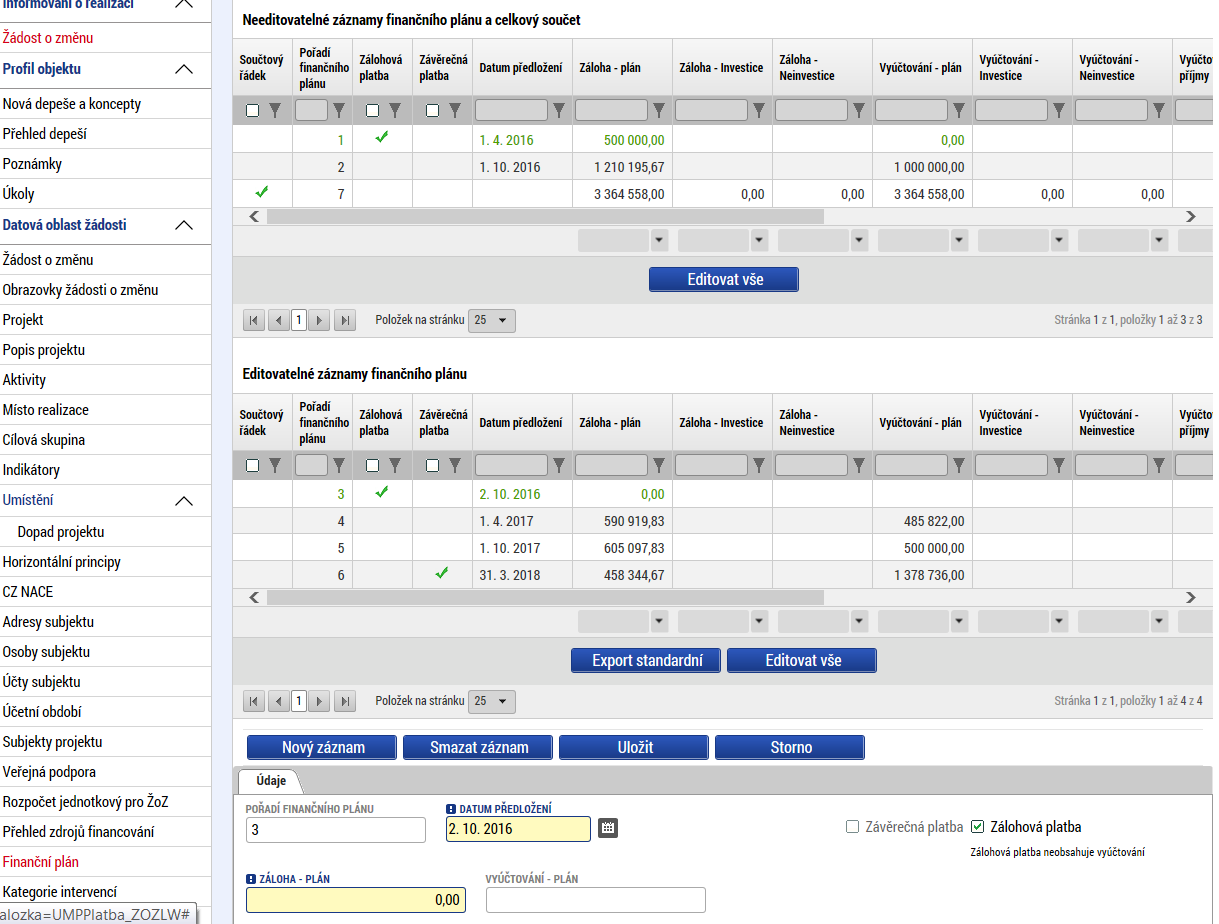 Informování o realizaci
Žádost o změnu
Profil objektu
Nová depeše a koncepty
Přehled depeší
Poznámky
Úkoly
Datová oblast žádosti
Žádost o změnu
Obrazovky žádosti o změnu
Projekt
Popis projektu
Aktivity
Místo realizace
Cílová skupina
Indikátory
Umístění
Dopad projektu
Horizontální principy
CZ NACE
Adresy subjektu
Osoby subjektu
Účty subjektu
Účetní období
Subjekty projektu
Veřejná podpora
Rozpočet jednotkový pro ŽoZ
Přehled zdrojů financování
Finanční plán
Kategorie intervencí
alozka=UMPPlatba_ZOZLW#
Needitovatelné záznamy finančního plánu a celkový součet
Součtový řádek Pořadí finančního plánu Zálohová platba Závěrečná platba Datum předložení Záloha - plán Záloha - Investice Záloha - Neinvestice Vyúčtování - plán Vyúčtování - Investice Vyúčtování - Neinvestice Vyúčto příjmy
1 1. 4. 2016 500 000,00 0,00
2 1. 10. 2016 1 210 195,67 1 000 000,00
7 3 364 558,00 0,00 0,00 3 364 558,00 0,00 0,00
Editovat vše
1 Položek na stránku 25 Stránka 1 z 1, položky 1 až 3 z 3
Editovatelné záznamy finančního plánu
Součtový řádek Pořadí finančního plánu Zálohová platba Závěrečná platba Datum předložení Záloha - plán Záloha - Investice Záloha - Neinvestice Vyúčtování - plán Vyúčtování - Investice Vyúčtování - Neinvestice Vyúčto příjmy
3 2. 10. 2016 0,00
4 1. 4. 2017 590 919,83 485 822,00
5 1. 10. 2017 605 097,83 500 000,00
6 31. 3. 2018 458 344,67 1 378 736,00
Export standardní Editovat vše
1 Položek na stránku 25 Stránka 1 z 1, položky 1 až 4 z 4
Nový záznam Smazat záznam Uložit Storno
Údaje
POŘADÍ FINANČNÍHO PLÁNU DATUM PŘEDLOŽENÍ
3 2. 10. 2016 Závěrečná platba Zálohová platba
Zálohová platba neobsahuje vyúčtování
ZÁLOHA - PLÁN VYÚČTOVÁNÍ - PLÁN
0,00